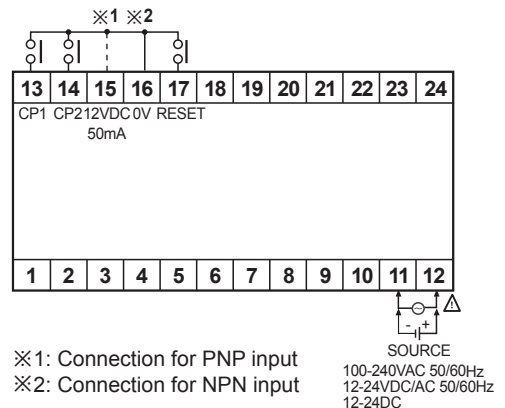 ※1 ※2
13 14 15 16 17 18 19 20 21 22 23 24
CP1 CP2 12VDC 0V RESET
50mA
1 2 3 4 5 6 7 8 9 10 11 12
- +
SOURCE
※1: Connection for PNP input
※2: Connection for NPN input
100-240VAC 50/60Hz
12-24VDC/AC 50/60Hz
12-24DC